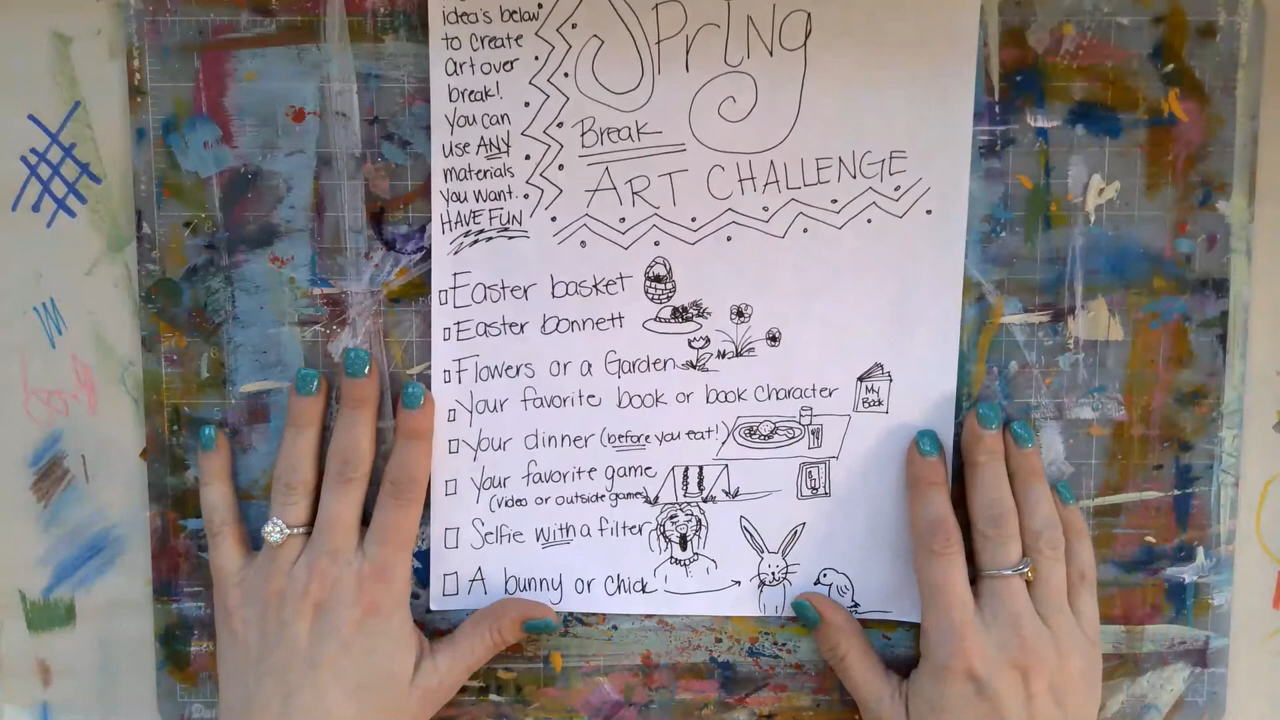 idea's below
to create
art over
break!
You can
use ANY
materials
you want.
HAVE FUN
Spring
Break
ART CHALLENGE
Easter basket
Easter bonnett
Flowers or a Garden
Your favorite book or book character
My
Book
Your dinner (before you eat!)
Your favorite game
(video or outside games)
Selfie with a filter
A bunny or chick